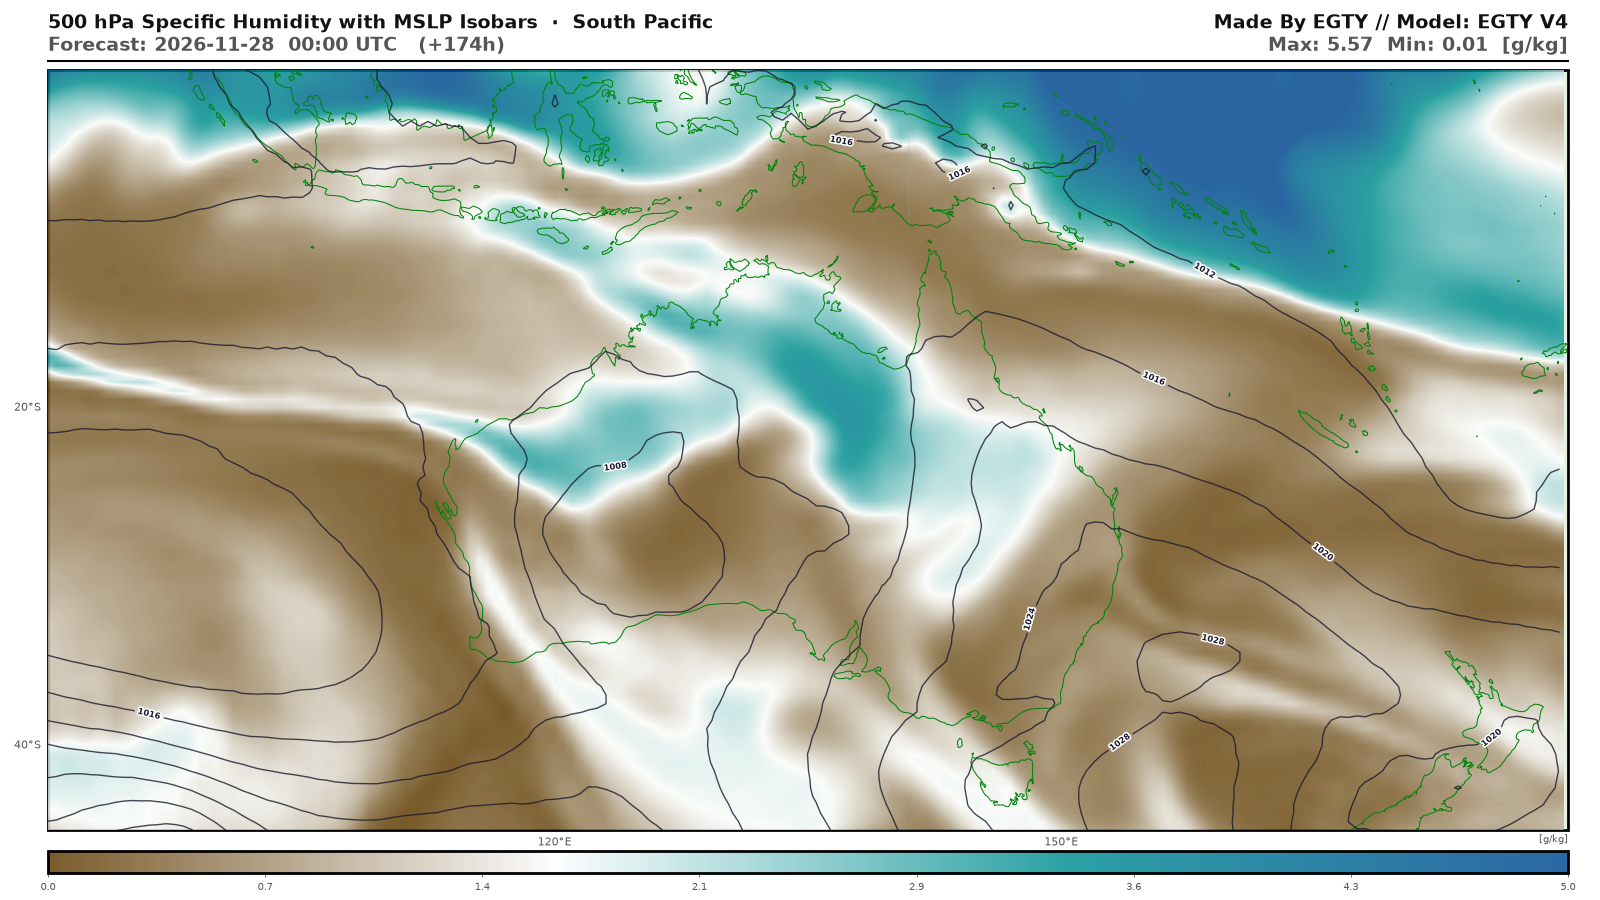 500 hPa Specific Humidity with MSLP Isobars · South Pacific
Made By EGTY // Model: EGTY V4
Forecast: 2026-11-28 00:00 UTC (+174h)
Max: 5.57 Min: 0.01 [g/kg]
1016
1016
1012
1016
20°S
1008
1020
1024
1028
1016
1028
1020
40°S
120°E
150°E
[g/kg]
0.0
0.7
1.4
2.1
2.9
3.6
4.3
5.0